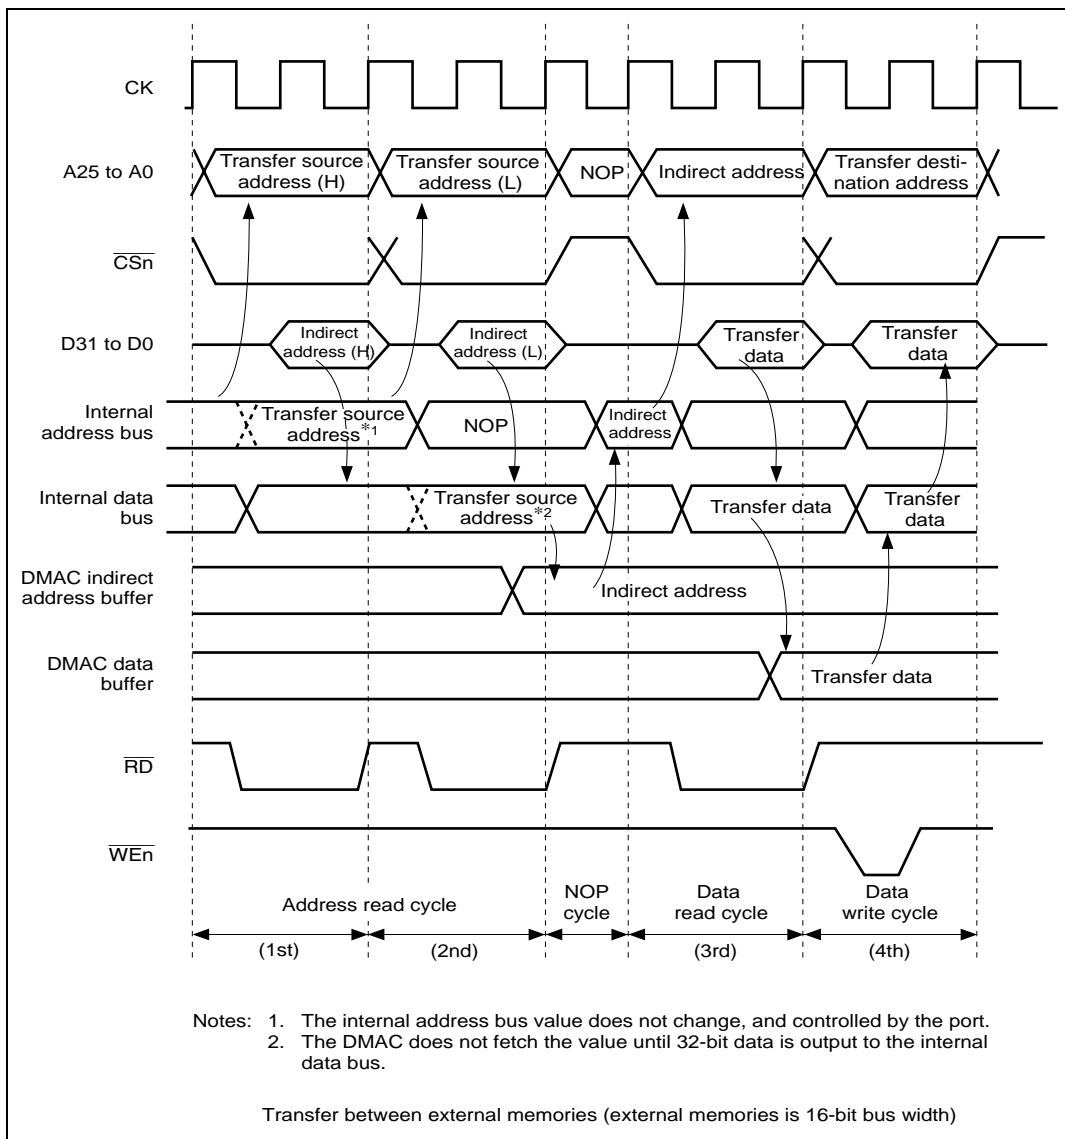 CK
A25 to A0
Transfer source
address (H)
Transfer source
address (L)
NOP
Indirect address
Transfer desti-
nation address
CSn
D31 to D0
Indirect
address (H)
Indirect
address (L)
Transfer
data
Transfer
data
Internal
address bus
Transfer source
address*1
NOP
Indirect
address
Internal data
bus
Transfer source
address*2
Transfer data
Transfer
data
DMAC indirect
address buffer
Indirect address
DMAC data
buffer
Transfer data
RD
WEn
Address read cycle
NOP
cycle
Data
read cycle
Data
write cycle
(1st)
(2nd)
(3rd)
(4th)
Notes: 1. The internal address bus value does not change, and controlled by the port.
2. The DMAC does not fetch the value until 32-bit data is output to the internal
data bus.
Transfer between external memories (external memories is 16-bit bus width)